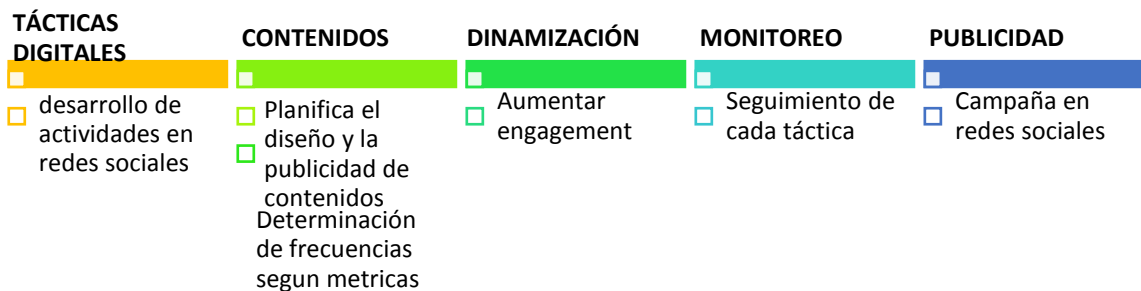 TÁCTICAS
DIGITALES
desarrollo de
actividades en
redes sociales
CONTENIDOS
Planifica el
diseño y la
publicidad de
contenidos
Determinación
de frecuencias
segun metricas
DINAMIZACIÓN
Aumentar
engagement
MONITOREO
Seguimiento de
cada táctica
PUBLICIDAD
Campaña en
redes sociales